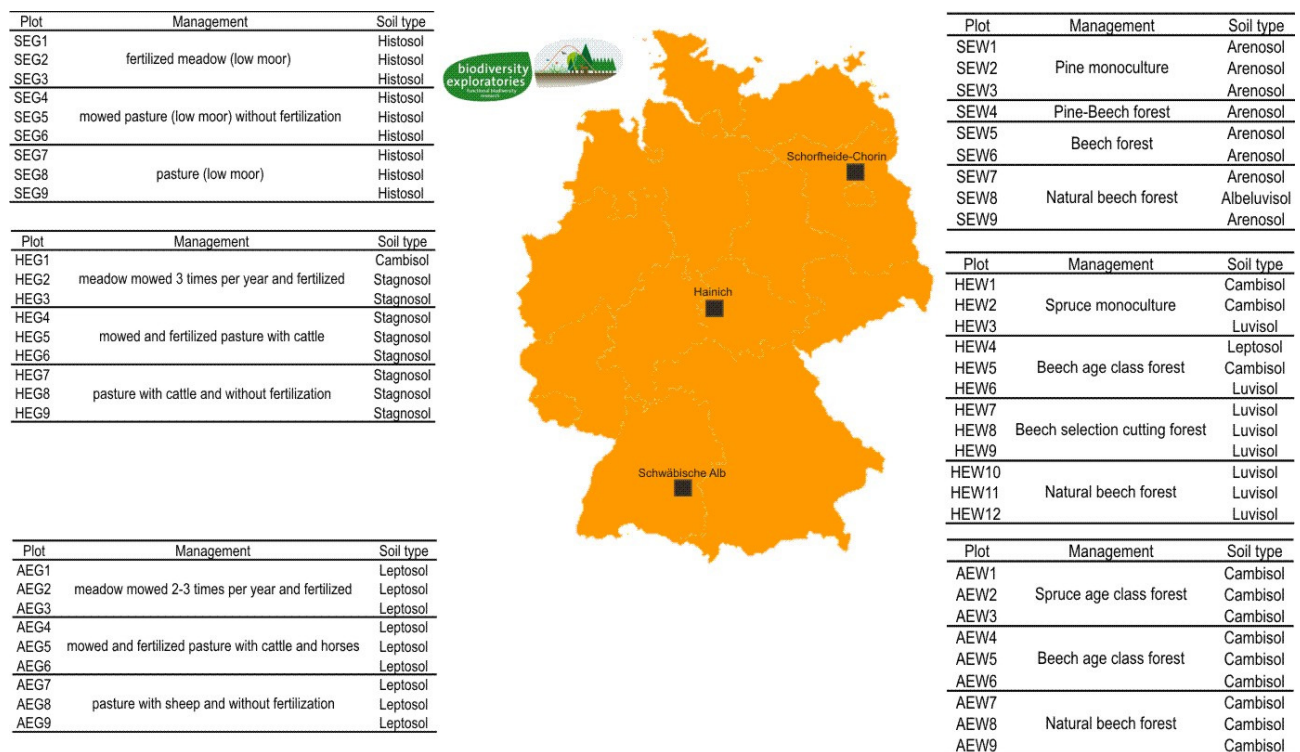 Plot Management Soil type
SEG1 Histosol
SEG2 fertilized meadow (low moor) Histosol
SEG3 Histosol
SEG4 Histosol
SEG5 mowed pasture (low moor) without fertilization Histosol
SEG6 Histosol
SEG7 Histosol
SEG8 pasture (low moor) Histosol
SEG9 Histosol
Plot Management Soil type
HEG1 Cambisol
HEG2 meadow mowed 3 times per year and fertilized Stagnosol
HEG3 Stagnosol
HEG4 Stagnosol
HEG5 mowed and fertilized pasture with cattle Stagnosol
HEG6 Stagnosol
HEG7 Stagnosol
HEG8 pasture with cattle and without fertilization Stagnosol
HEG9 Stagnosol
Plot Management Soil type
AEG1 Leptosol
AEG2 meadow mowed 2-3 times per year and fertilized Leptosol
AEG3 Leptosol
AEG4 Leptosol
AEG5 mowed and fertilized pasture with cattle and horses Leptosol
AEG6 Leptosol
AEG7 Leptosol
AEG8 pasture with sheep and without fertilization Leptosol
AEG9 Leptosol
biodiversity
exploratories
functional biodiversity
research
Schorfheide-Chorin
Hainich
Schwäbische Alb
Plot Management Soil type
SEW1 Arenosol
SEW2 Pine monoculture Arenosol
SEW3 Arenosol
SEW4 Pine-Beech forest Arenosol
SEW5 Arenosol
Beech forest
SEW6 Arenosol
SEW7 Arenosol
SEW8 Natural beech forest Albeluvisol
SEW9 Arenosol
Plot Management Soil type
HEW1 Cambisol
HEW2 Spruce monoculture Cambisol
HEW3 Luvisol
HEW4 Leptosol
HEW5 Beech age class forest Cambisol
HEW6 Luvisol
HEW7 Luvisol
HEW8 Beech selection cutting forest Luvisol
HEW9 Luvisol
HEW10 Luvisol
HEW11 Natural beech forest Luvisol
HEW12 Luvisol
Plot Management Soil type
AEW1 Cambisol
AEW2 Spruce age class forest Cambisol
AEW3 Cambisol
AEW4 Cambisol
AEW5 Beech age class forest Cambisol
AEW6 Cambisol
AEW7 Cambisol
AEW8 Natural beech forest Cambisol
AEW9 Cambisol